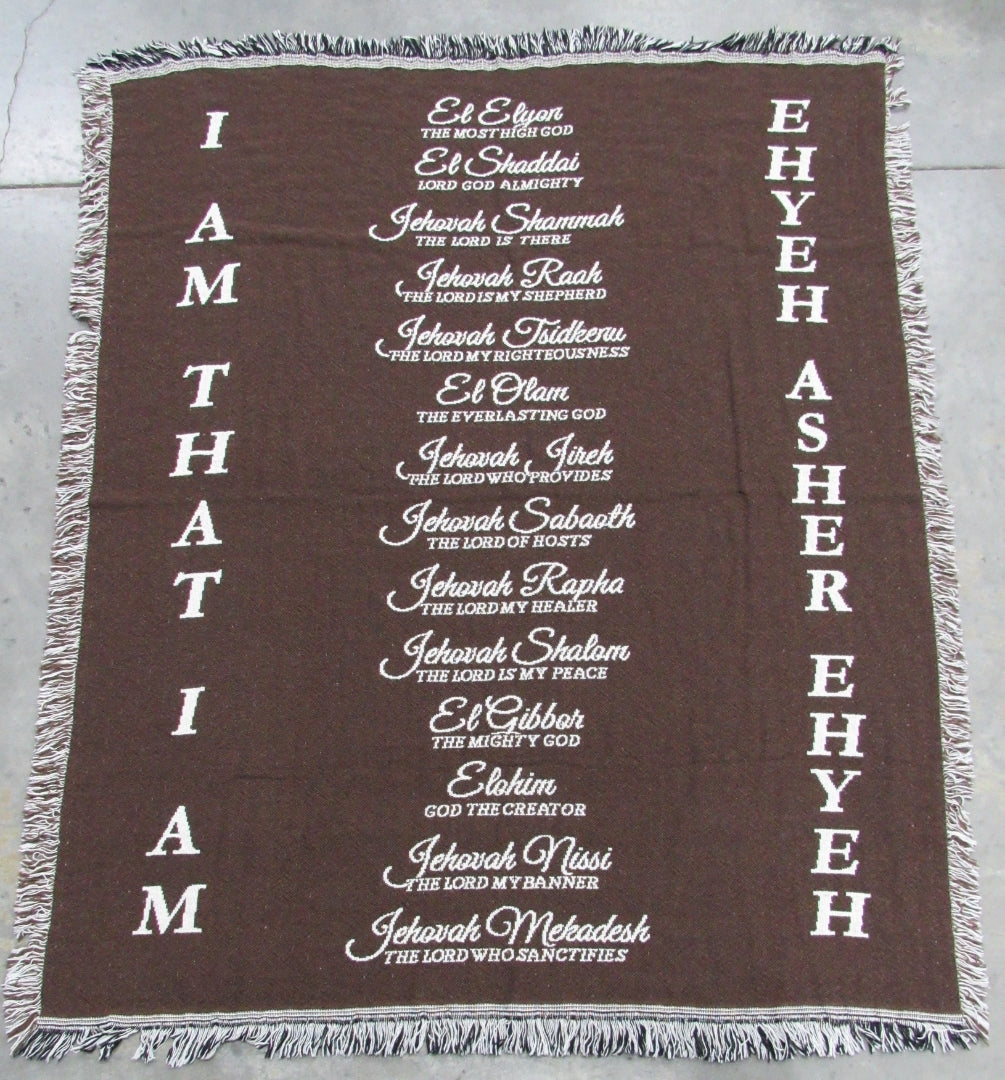 I AM THAT I AM
El Elyon
THE MOST HIGH GOD
El Shaddai
LORD GOD ALMIGHTY
Jehovah Shammah
THE LORD IS THERE
Jehovah Raah
THE LORD IS MY SHEPHERD
Jehovah Tsidkenu
THE LORD MY RIGHTEOUSNESS
El Olam
THE EVERLASTING GOD
Jehovah Jireh
THE LORD WHO PROVIDES
Jehovah Sabaoth
THE LORD OF HOSTS
Jehovah Rapha
THE LORD MY HEALER
Jehovah Shalom
THE LORD IS MY PEACE
El Gibbor
THE MIGHTY GOD
Elohim
GOD THE CREATOR
Jehovah Nissi
THE LORD MY BANNER
Jehovah Mekadesh
THE LORD WHO SANCTIFIES
EHYEH ASHER EHYEH